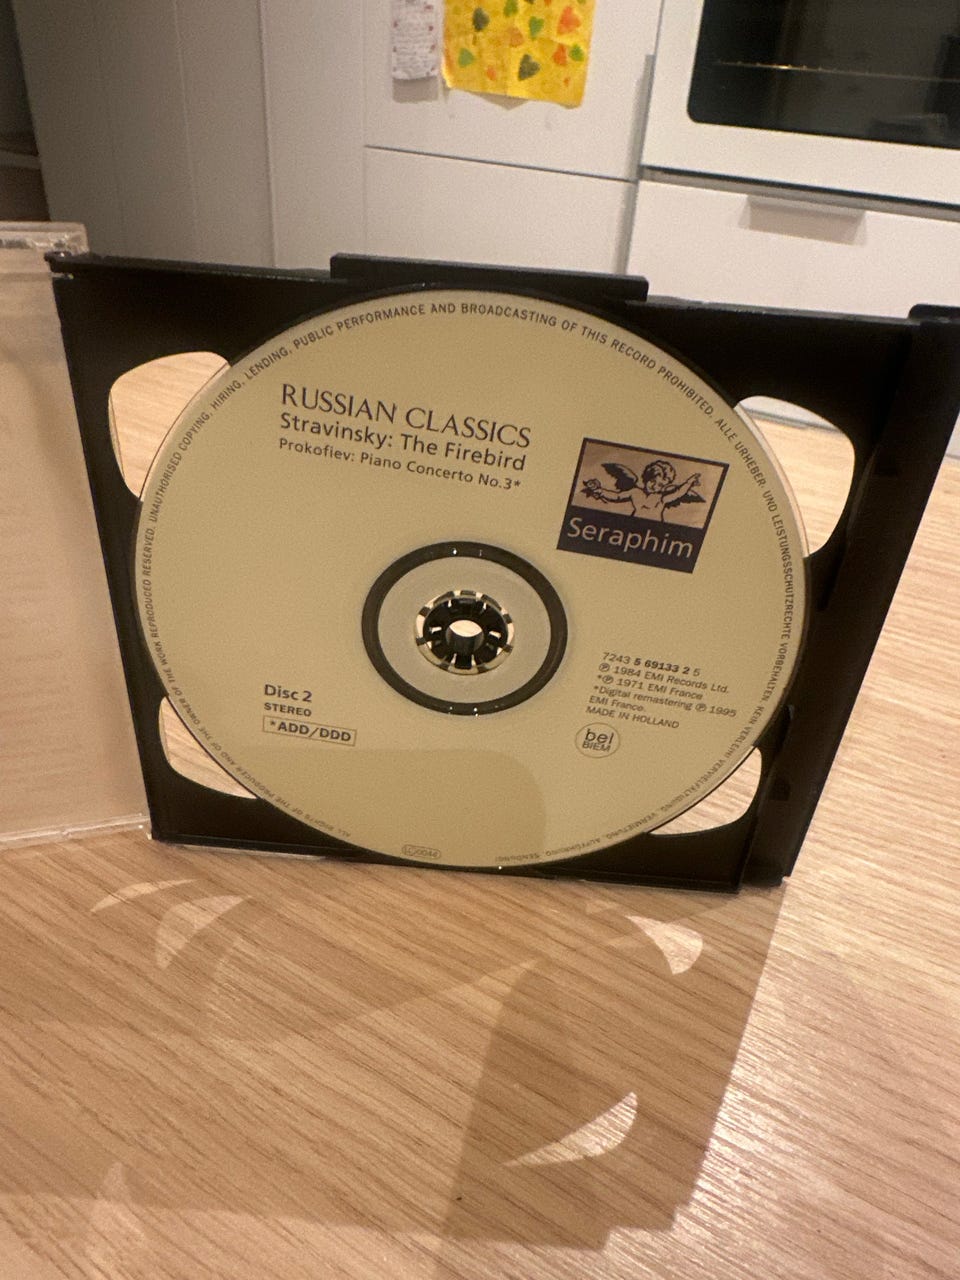 ALL RIGHTS OF THE PRODUCER AND OF THE OWNER OF THE WORK REPRODUCED RESERVED. UNAUTHORISED COPYING, HIRING, LENDING, PUBLIC PERFORMANCE AND BROADCASTING OF THIS RECORD PROHIBITED. ALLE URHEBER- UND LEISTUNGSSCHUTZRECHTE VORBEHALTEN. KEIN VERLEIH! VERVIELFÄLTIGUNG, VERMIETUNG, AUFFÜHRUNG, SENDUNG!
RUSSIAN CLASSICS
Stravinsky: The Firebird
Prokofiev: Piano Concerto No.3*
Seraphim
Disc 2
STEREO
*ADD/DDD
7243 5 69133 2 5
℗ 1984 EMI Records Ltd.
*℗ 1971 EMI France
*Digital remastering ℗ 1995
EMI France.
MADE IN HOLLAND
bel
BIEM
LC 0044